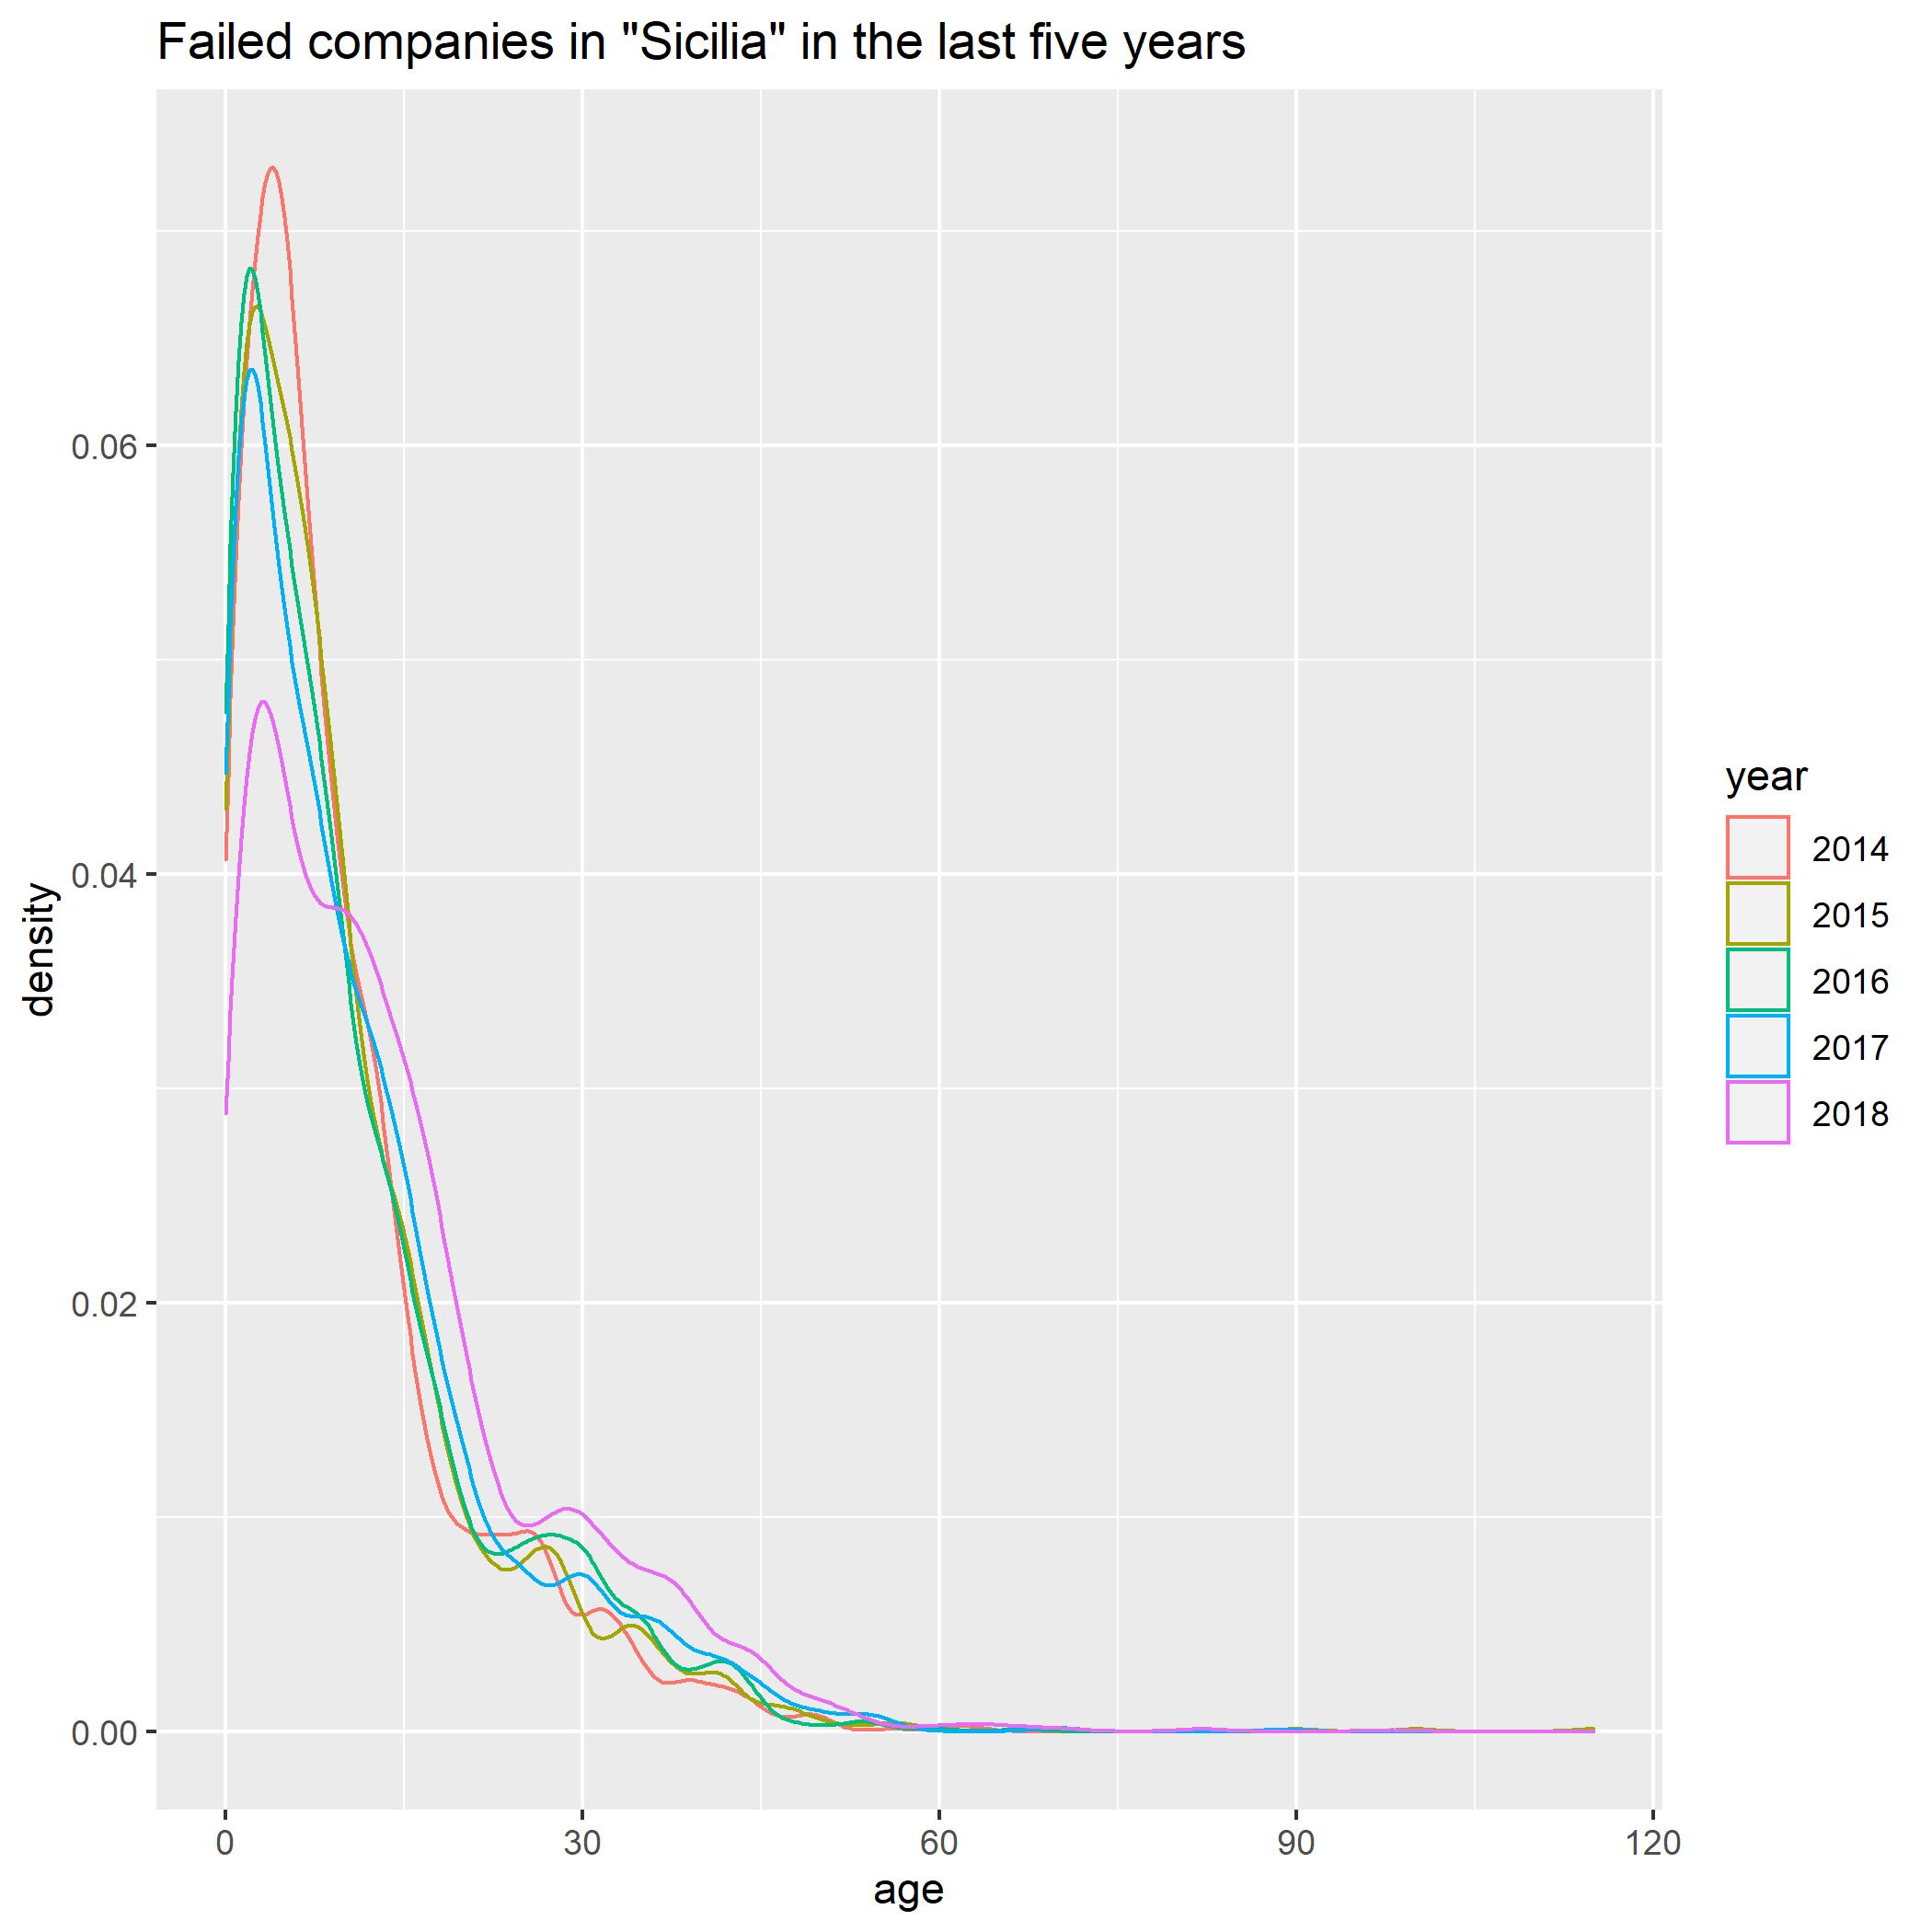 Failed companies in "Sicilia" in the last five years
0.06
0.04
0.02
0.00
density
0 30 60 90 120
age
year
2014
2015
2016
2017
2018